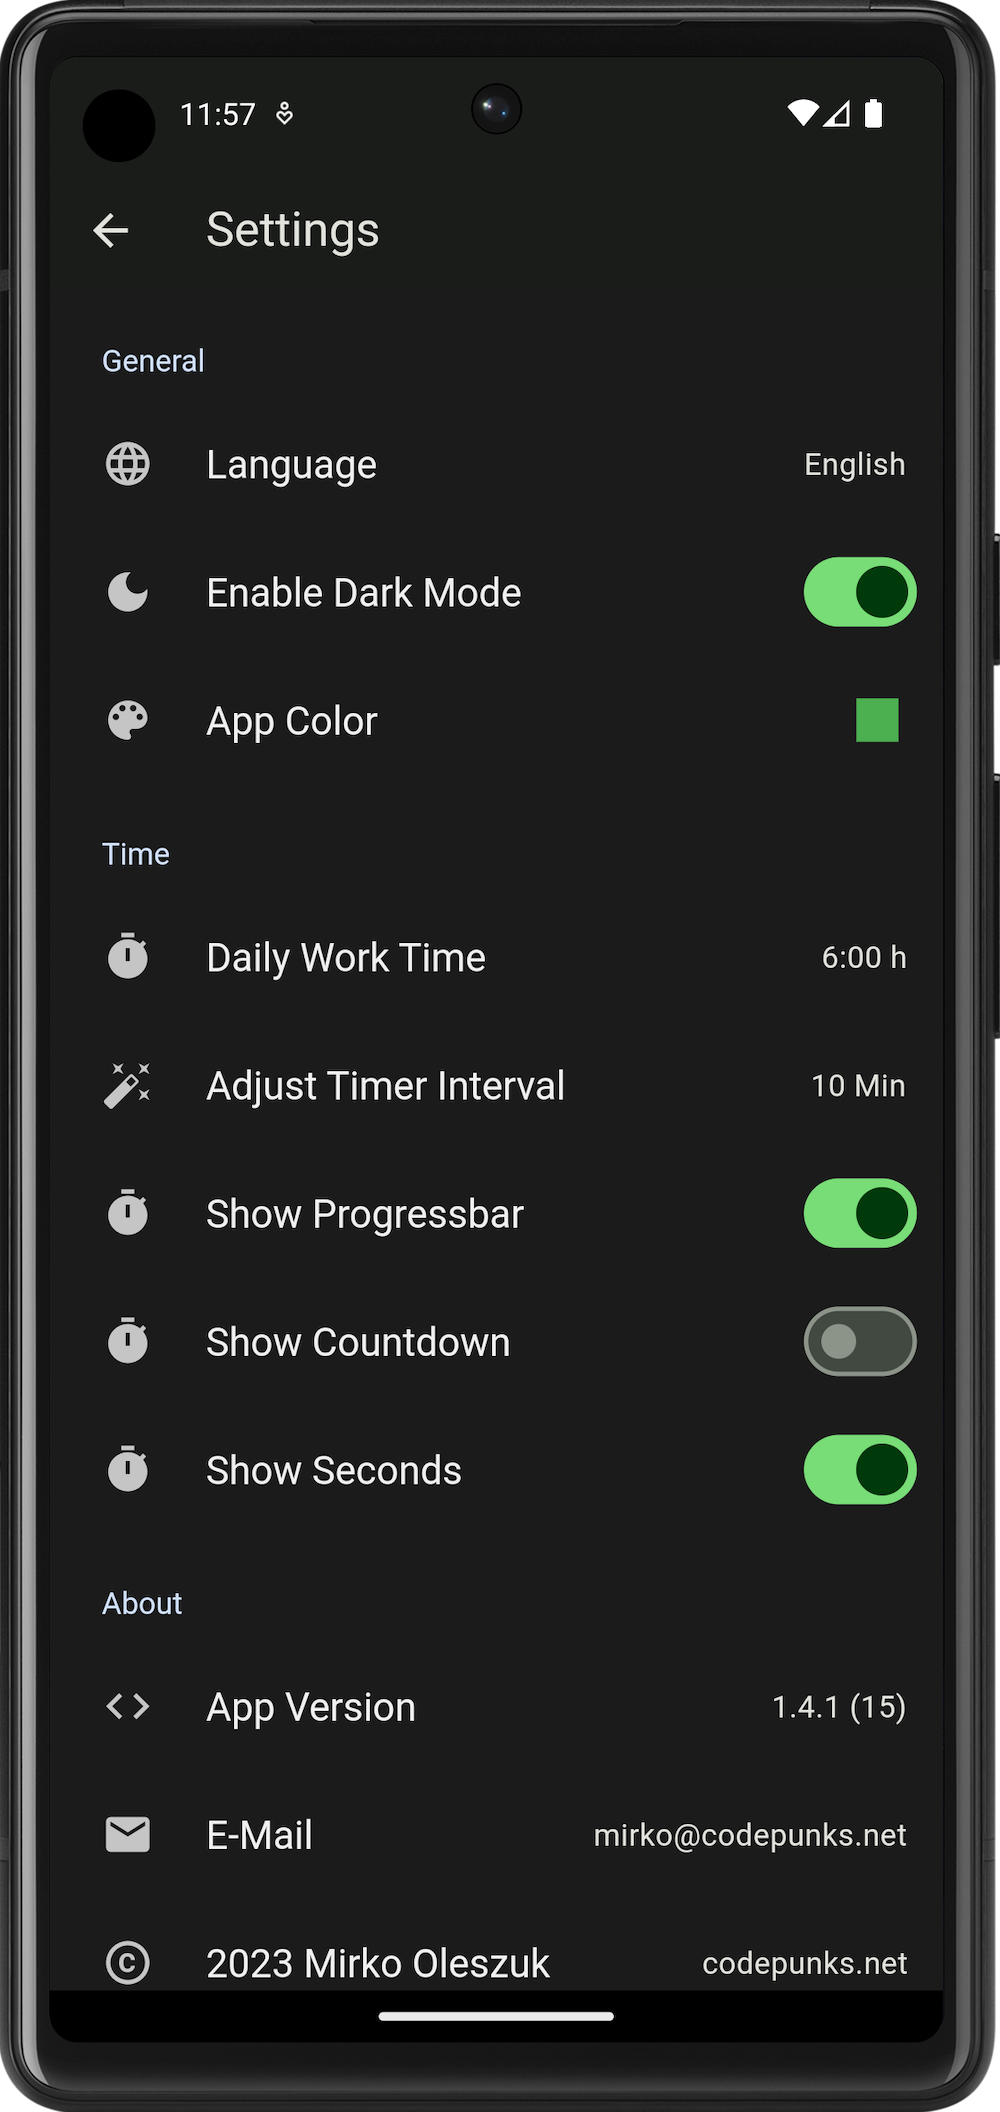 11:57
Settings
General
Language English
Enable Dark Mode
App Color
Time
Daily Work Time 6:00 h
Adjust Timer Interval 10 Min
Show Progressbar
Show Countdown
Show Seconds
About
App Version 1.4.1 (15)
E-Mail mirko@codepunks.net
2023 Mirko Oleszuk codepunks.net